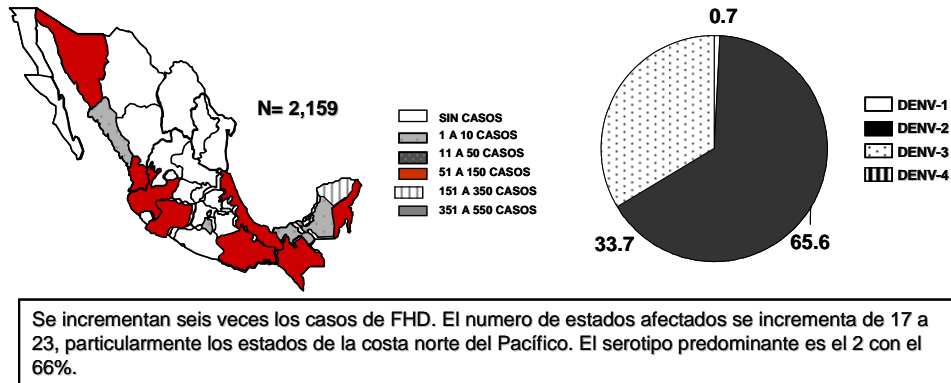 0.7
N= 2,159
SIN CASOS
1 A 10 CASOS
11 A 50 CASOS
51 A 150 CASOS
151 A 350 CASOS
351 A 550 CASOS
DENV-1
DENV-2
DENV-3
DENV-4
33.7
65.6
Se incrementan seis veces los casos de FHD. El numero de estados afectados se incrementa de 17 a
23, particularmente los estados de la costa norte del Pacífico. El serotipo predominante es el 2 con el
66%.